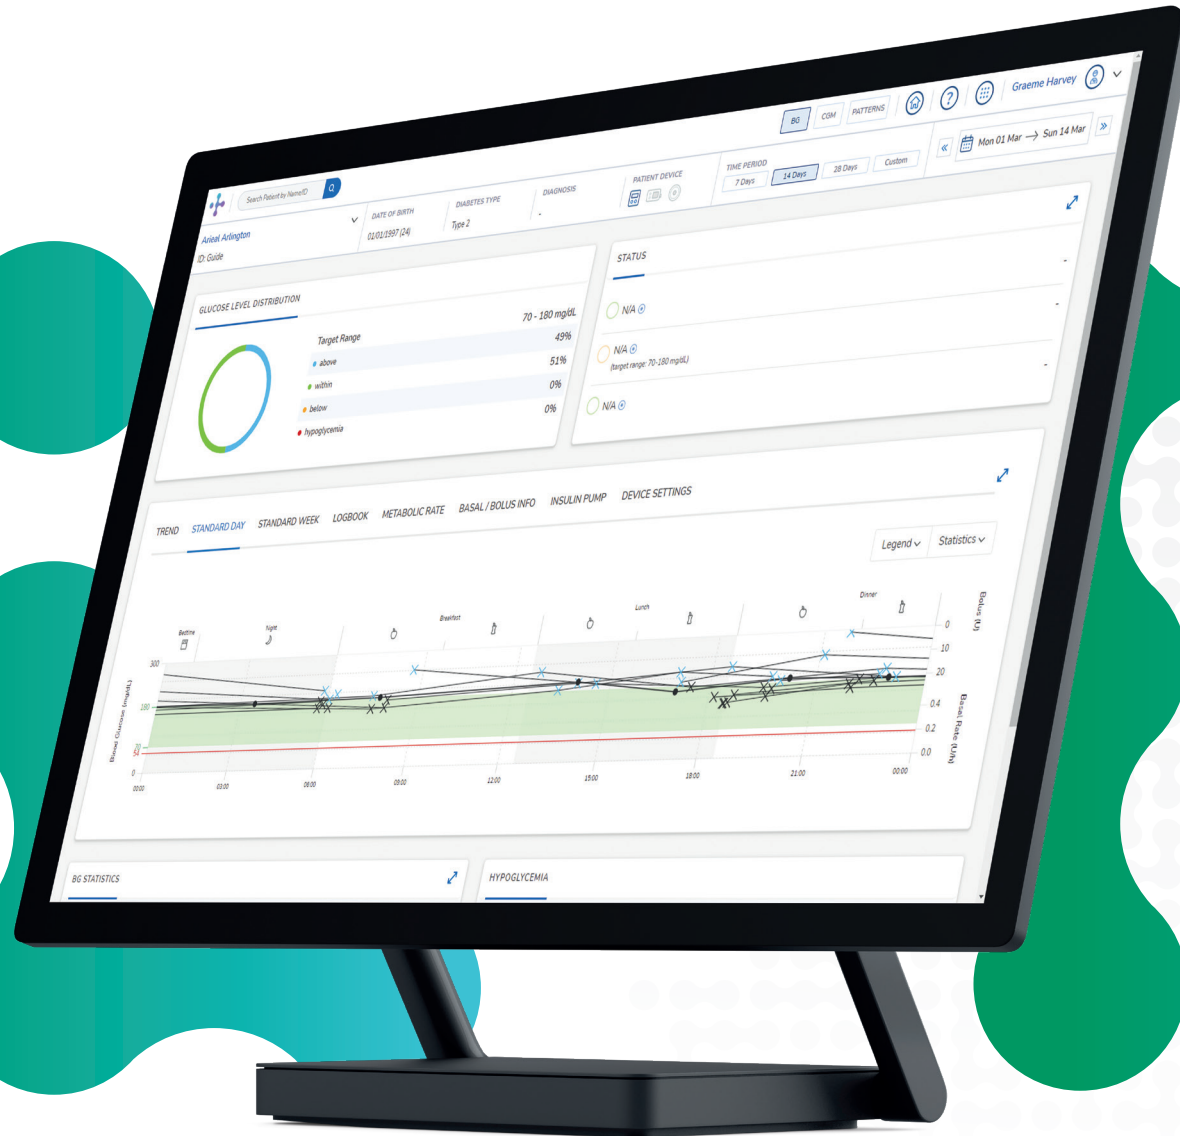 BG CGM PATTERNS ? Graeme Harvey
Search Patient by Name/ID
Arieal Arlington
ID: Guide
DATE OF BIRTH
01/01/1997 (24)
DIABETES TYPE
Type 2
DIAGNOSIS
-
PATIENT DEVICE
TIME PERIOD
7 Days 14 Days 28 Days Custom
« Mon 01 Mar → Sun 14 Mar »
GLUCOSE LEVEL DISTRIBUTION
Target Range 70 - 180 mg/dL
above 49%
within 51%
below 0%
hypoglycemia 0%
STATUS
-
N/A
-
N/A
(target range: 70-180 mg/dL)
-
N/A
TREND STANDARD DAY STANDARD WEEK LOGBOOK METABOLIC RATE BASAL / BOLUS INFO INSULIN PUMP DEVICE SETTINGS
Legend Statistics
Bedtime Night Breakfast Lunch Dinner
Blood Glucose (mg/dL)
300
180
70
54
0
Bolus (U)
0
10
20
Basal Rate (U/h)
0.4
0.2
0.0
00:00 03:00 06:00 09:00 12:00 15:00 18:00 21:00 00:00
BG STATISTICS
HYPOGLYCEMIA